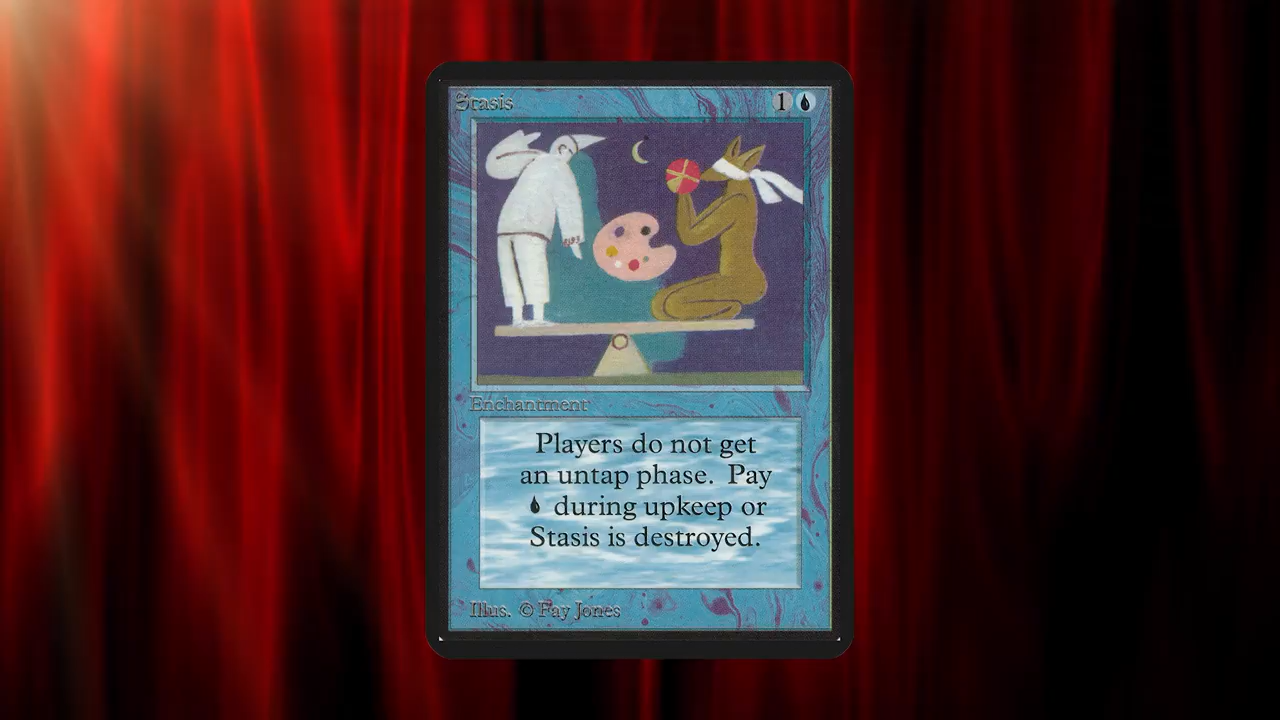 Stasis 1
Enchantment
Players do not get
an untap phase. Pay
during upkeep or
Stasis is destroyed.
Illus. © Fay Jones